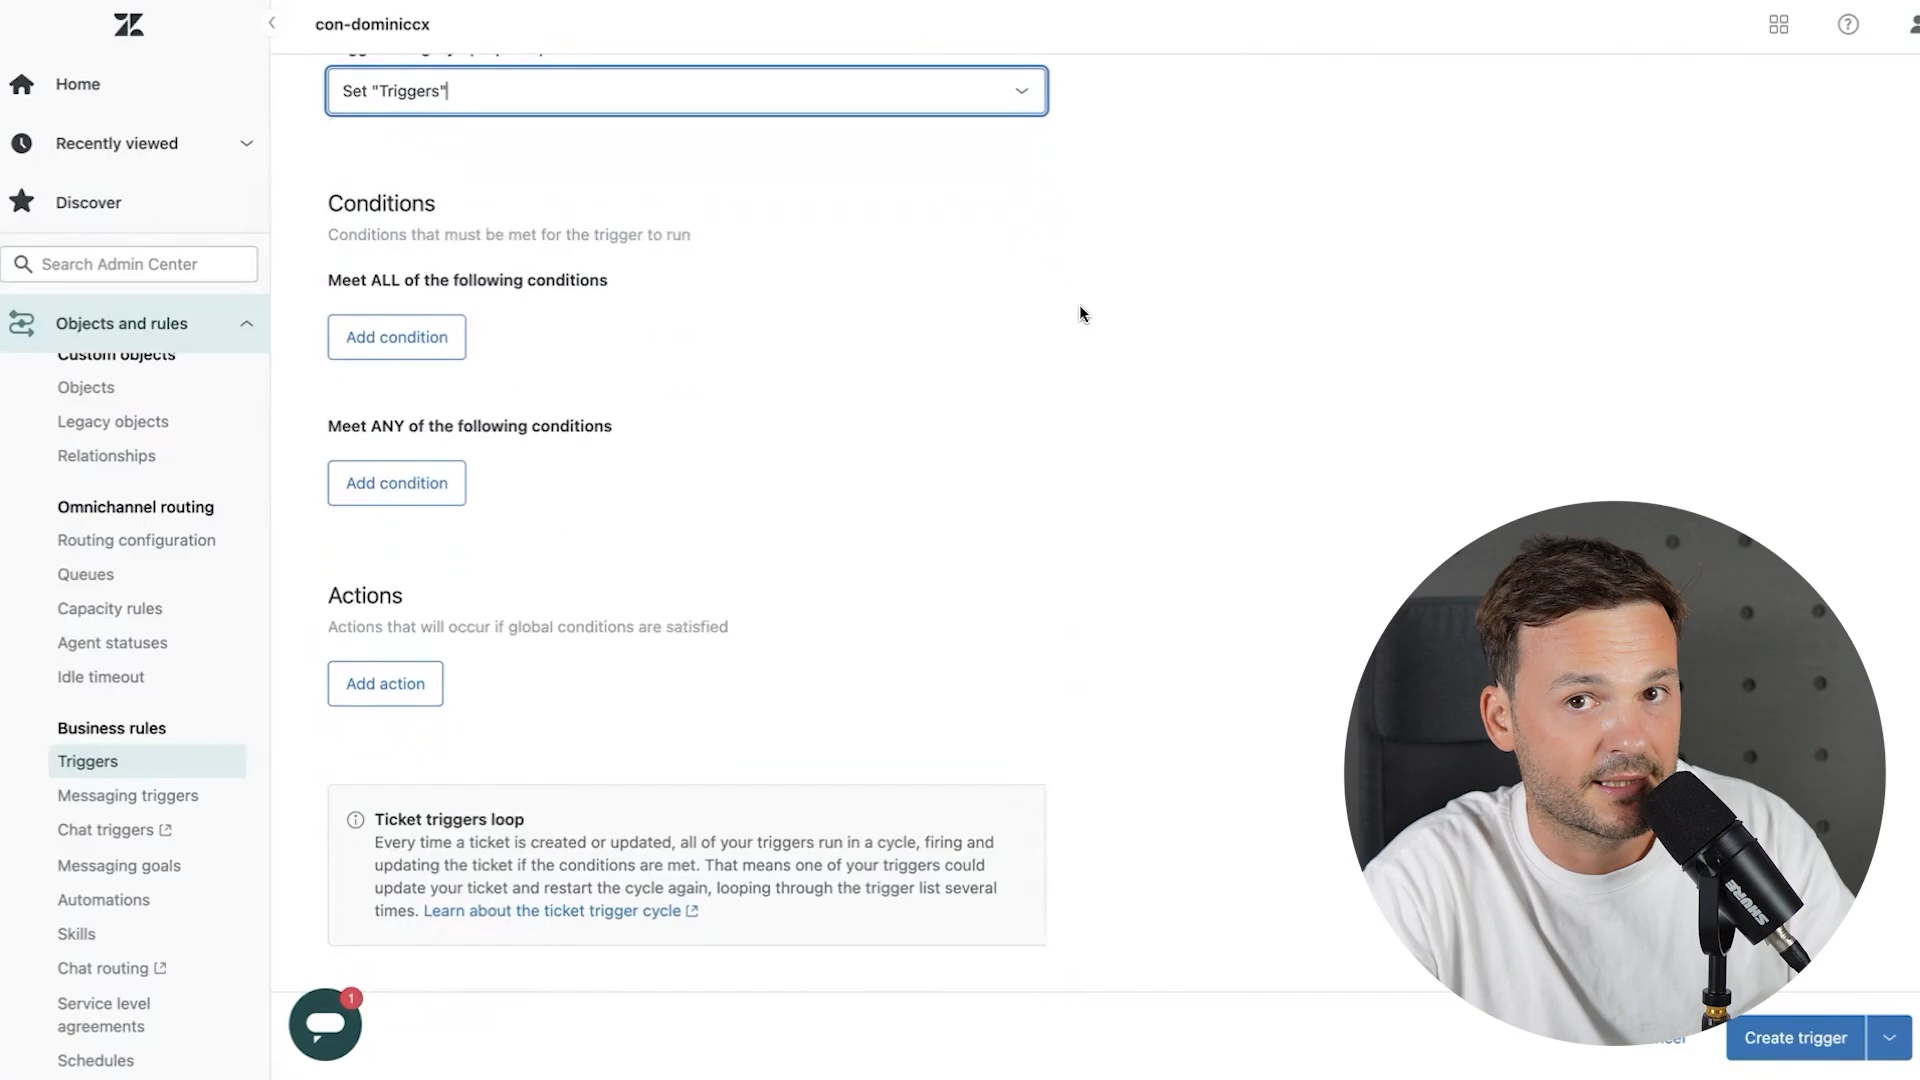 con-dominiccx
Home
Recently viewed
Discover
Search Admin Center
Objects and rules
Custom objects
Objects
Legacy objects
Relationships
Omnichannel routing
Routing configuration
Queues
Capacity rules
Agent statuses
Idle timeout
Business rules
Triggers
Messaging triggers
Chat triggers
Messaging goals
Automations
Skills
Chat routing
Service level
agreements
Schedules
Set "Triggers"
Conditions
Conditions that must be met for the trigger to run
Meet ALL of the following conditions
Add condition
Meet ANY of the following conditions
Add condition
Actions
Actions that will occur if global conditions are satisfied
Add action
Ticket triggers loop
Every time a ticket is created or updated, all of your triggers run in a cycle, firing and
updating the ticket if the conditions are met. That means one of your triggers could
update your ticket and restart the cycle again, looping through the trigger list several
times. Learn about the ticket trigger cycle
1
SHURE
Create trigger